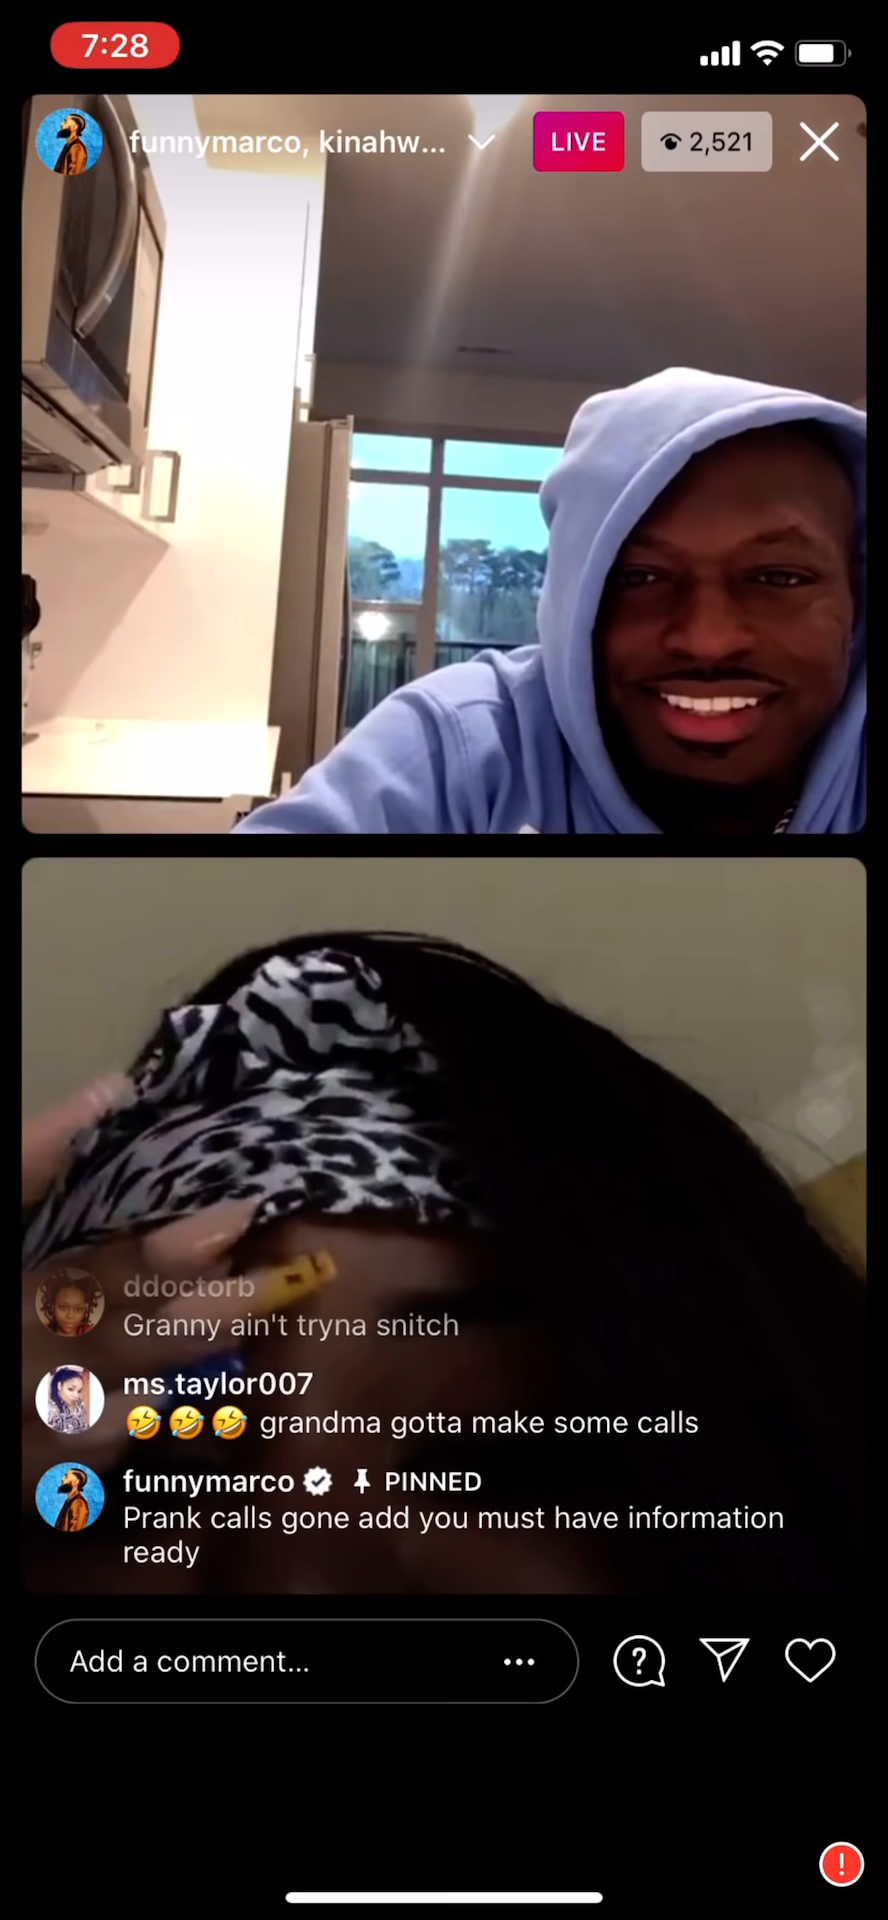 7:28
funnymarco, kinahw...
LIVE
2,521
ddoctorb
Granny ain't tryna snitch
ms.taylor007
🤣🤣🤣 grandma gotta make some calls
funnymarco PINNED
Prank calls gone add you must have information
ready
Add a comment...